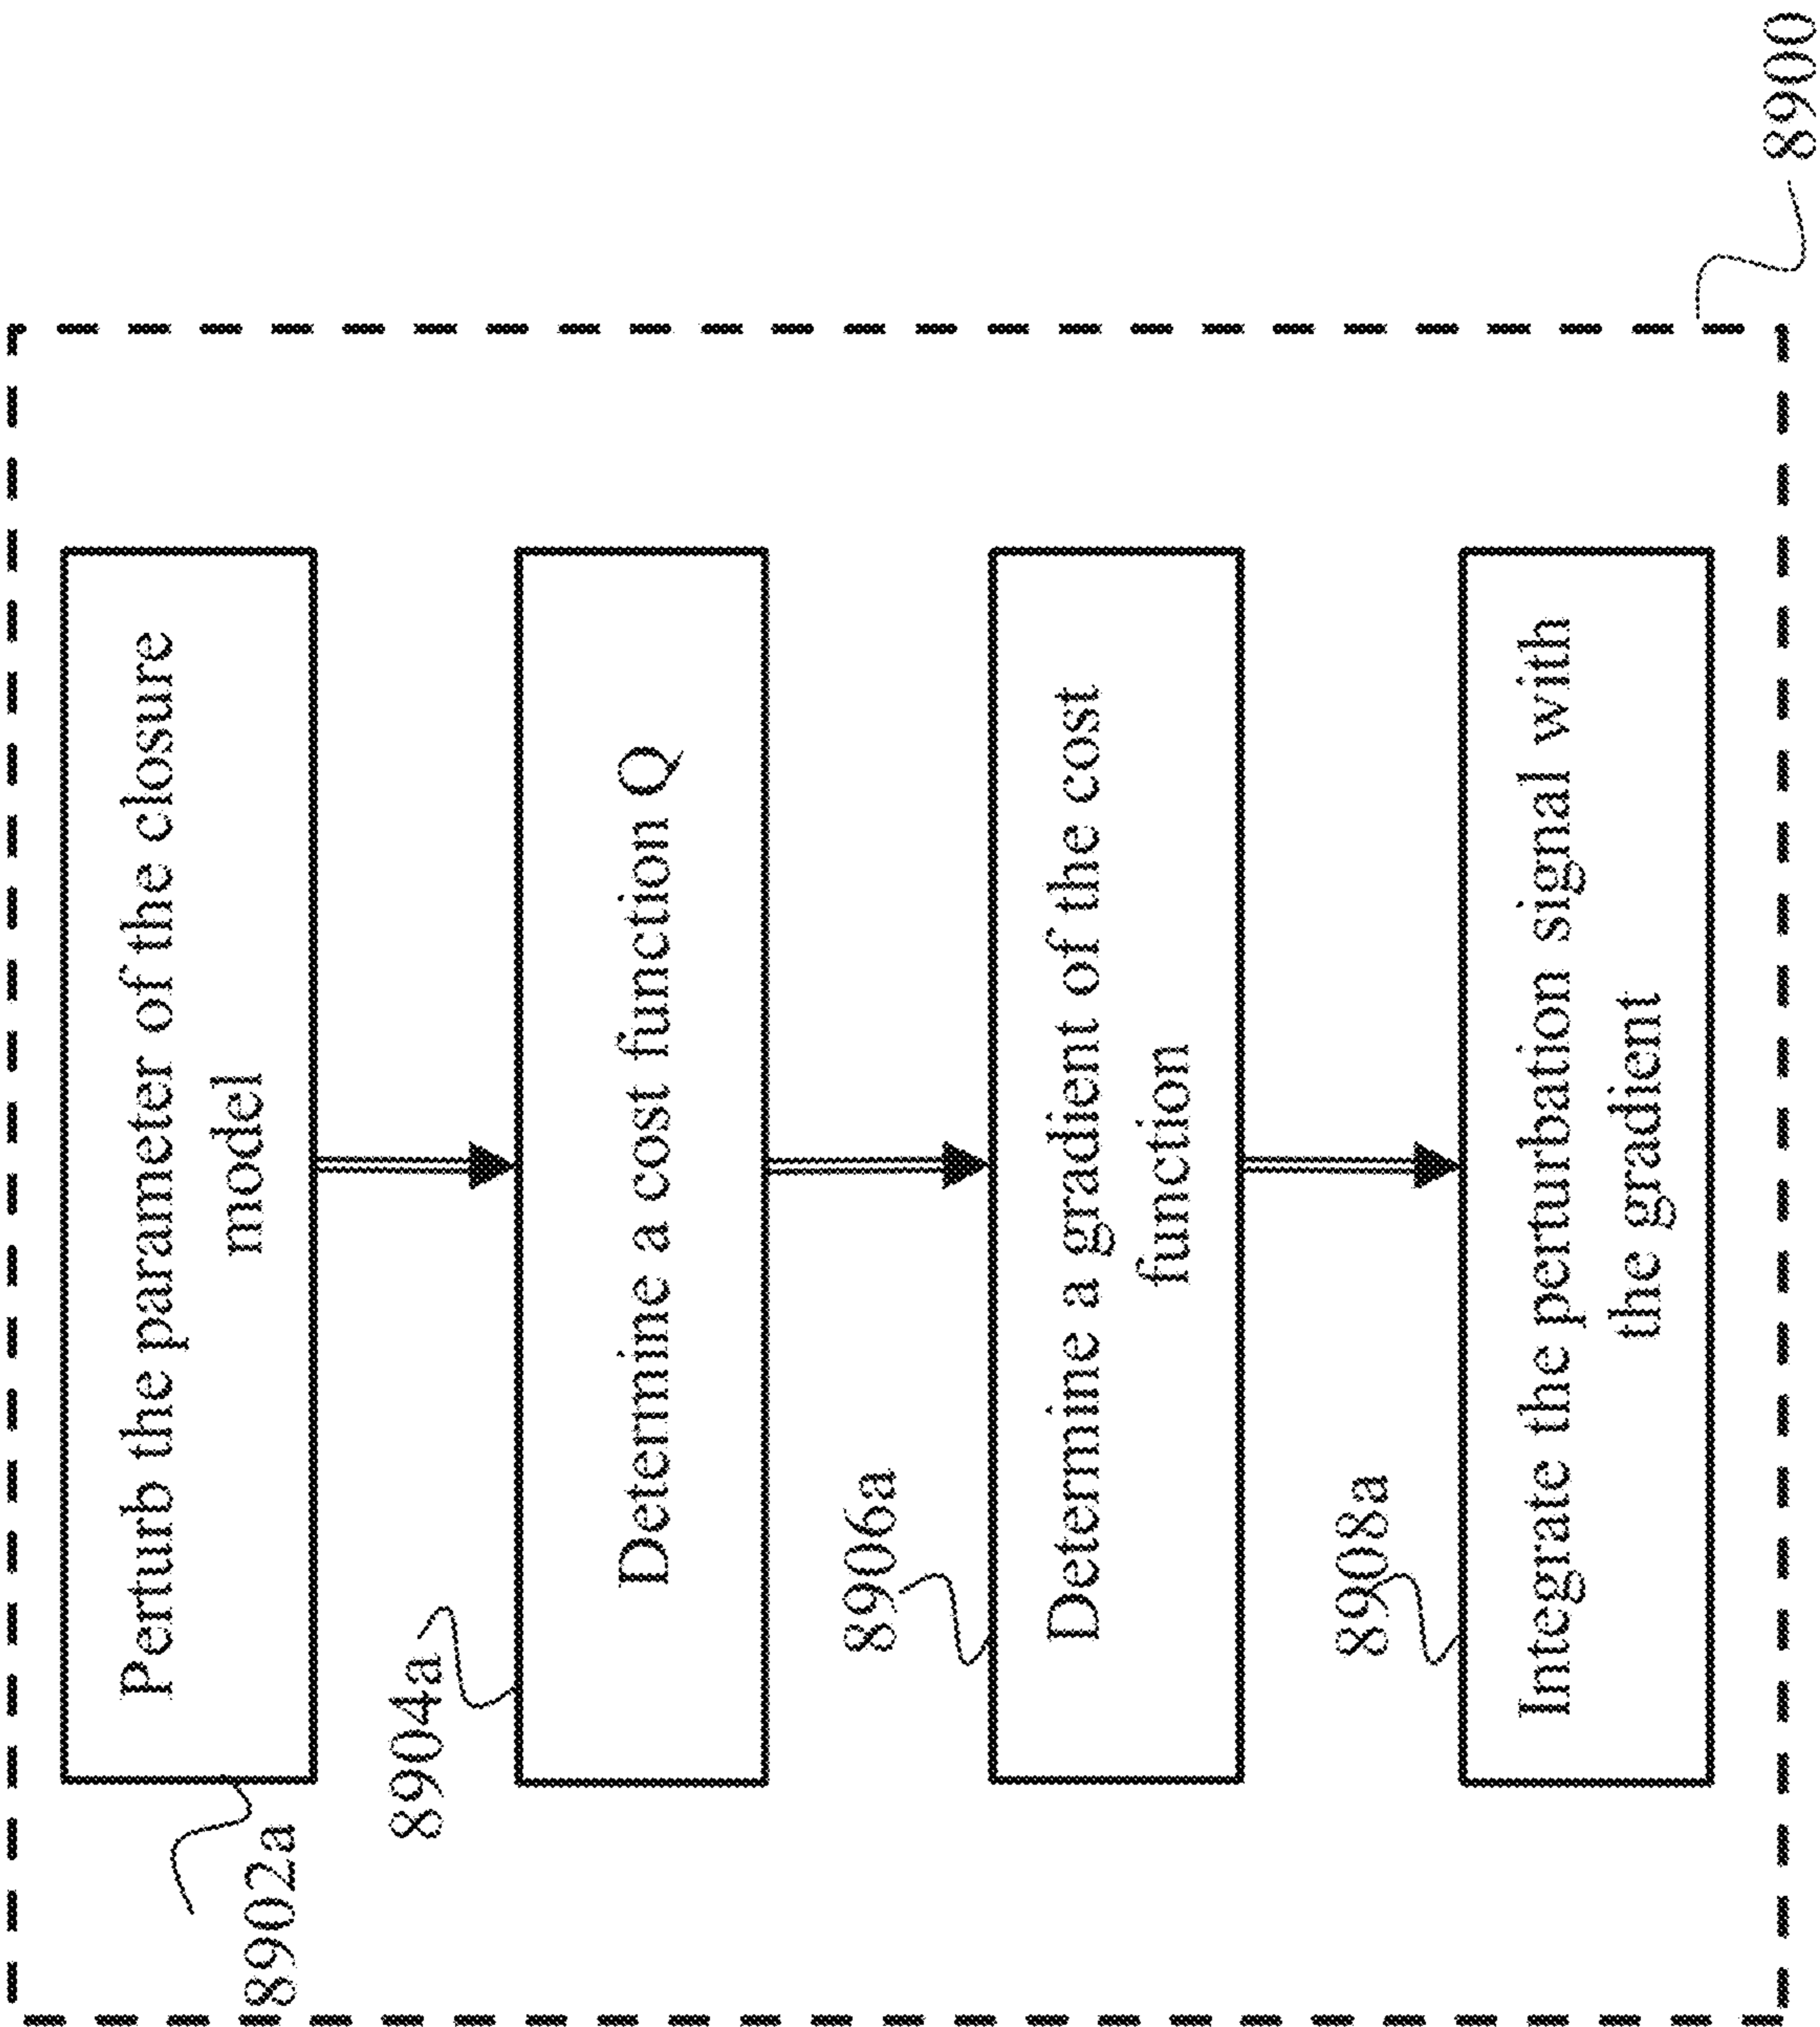 8900
8902a
Perturb the parameter of the closure
model
8904a
Determine a cost function Q
8906a
Determine a gradient of the cost
function
8908a
Integrate the perturbation signal with
the gradient